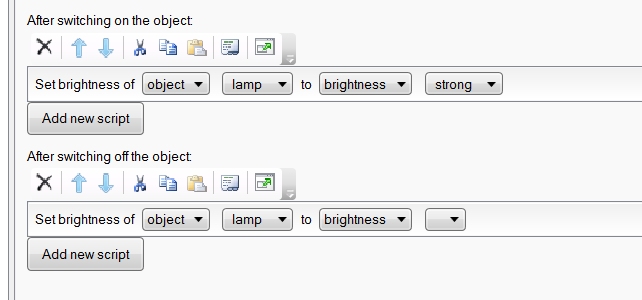 After switching on the object:
Set brightness of object lamp to brightness strong
Add new script
After switching off the object:
Set brightness of object lamp to brightness
Add new script